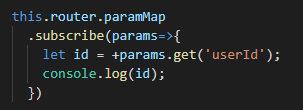 this.router.paramMap
.subscribe(params=>{
let id = +params.get('userId');
console.log(id);
})